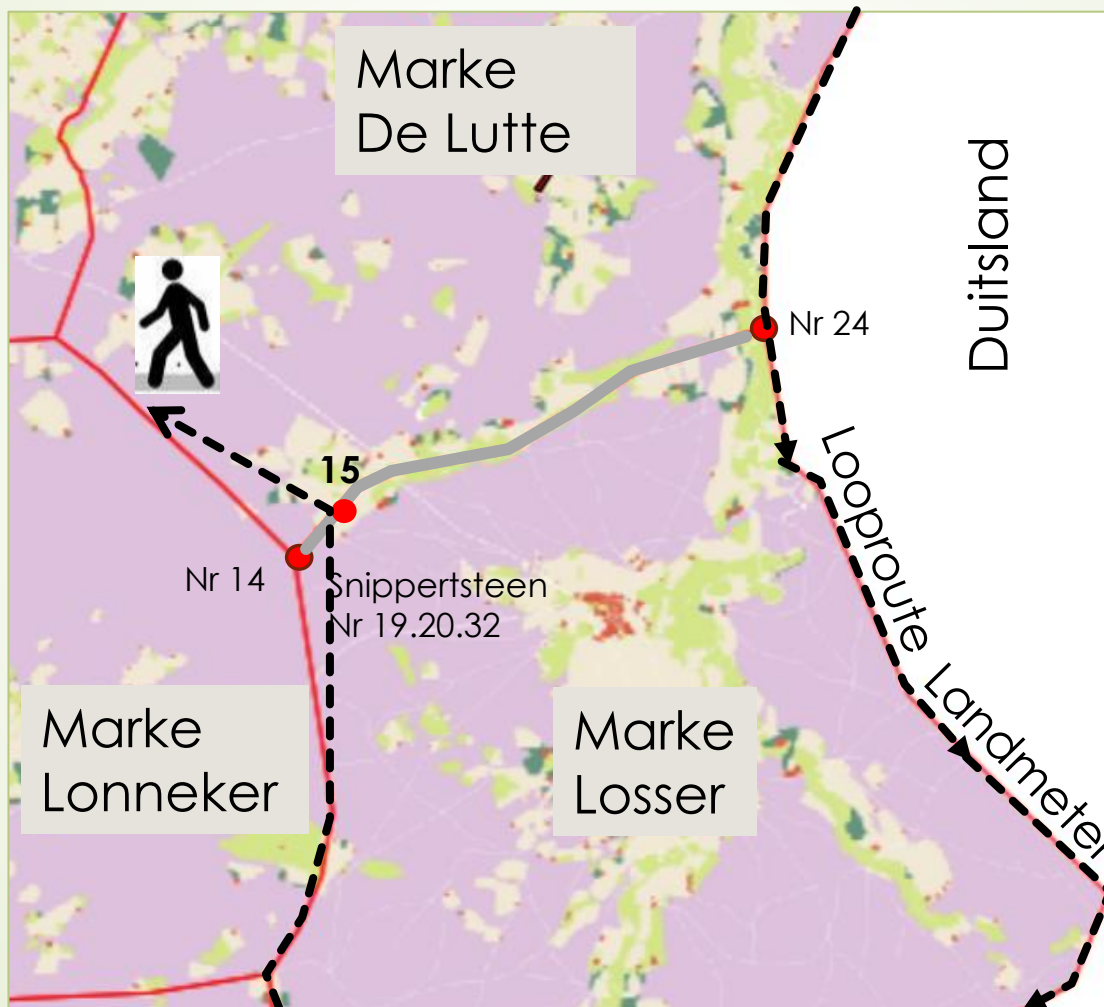 Marke
De Lutte
Duitsland
Nr 24
15
Nr 14
Snippertsteen
Nr 19.20.32
Looproute Landmeter
Marke
Lonneker
Marke
Losser